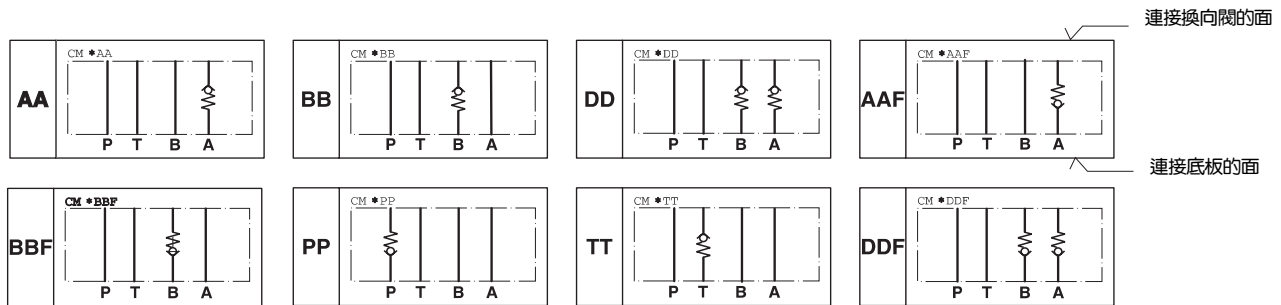 連接換向閥的面
AA
CM *AA
P T B A
BB
CM *BB
P T B A
DD
CM *DD
P T B A
AAF
CM *AAF
P T B A
連接底板的面
BBF
CM *BBF
P T B A
PP
CM *PP
P T B A
TT
CM *TT
P T B A
DDF
CM *DDF
P T B A